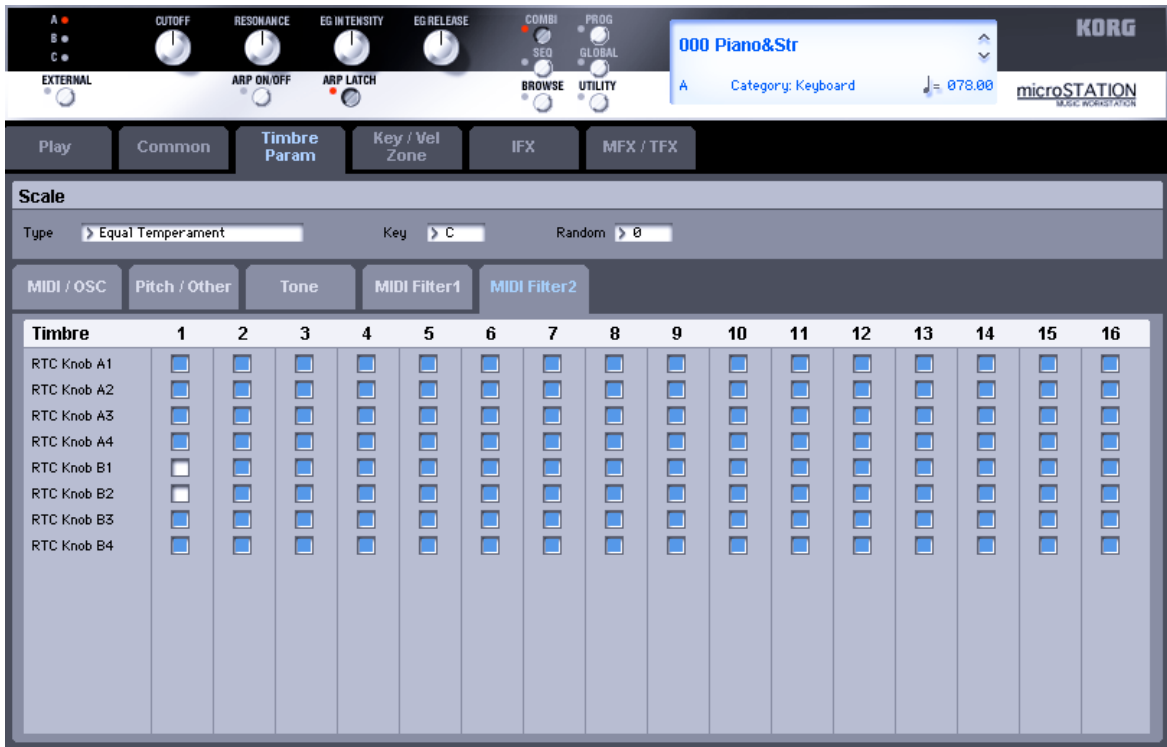 A CUTOFF RESONANCE EG INTENSITY EG RELEASE COMBI PROG KORG
B SEQ GLOBAL 000 Piano&Str
C
EXTERNAL ARP ON/OFF ARP LATCH BROWSE UTILITY A Category: Keyboard ♩= 078.00 microSTATION
MUSIC WORKSTATION
Play Common Timbre Param Key / Vel Zone IFX MFX / TFX
Scale
Type Equal Temperament Key C Random 0
MIDI / OSC Pitch / Other Tone MIDI Filter1 MIDI Filter2
Timbre 1 2 3 4 5 6 7 8 9 10 11 12 13 14 15 16
RTC Knob A1
RTC Knob A2
RTC Knob A3
RTC Knob A4
RTC Knob B1
RTC Knob B2
RTC Knob B3
RTC Knob B4